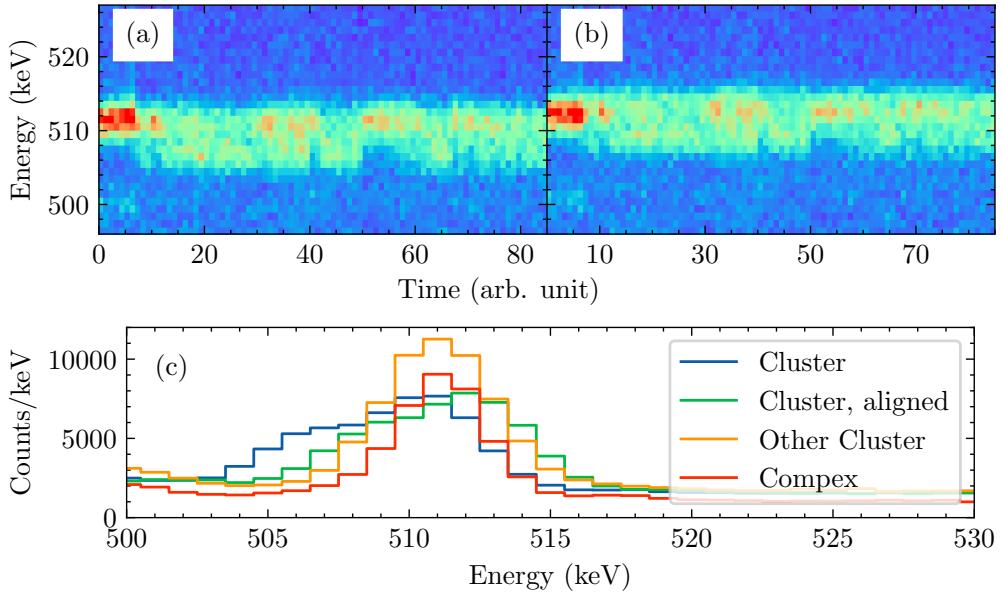 (a)
(b)
Energy (keV)
500
510
520
0
20
40
60
80
10
30
50
70
Time (arb. unit)
(c)
Counts/keV
0
5000
10000
Cluster
Cluster, aligned
Other Cluster
Compex
500
505
510
515
520
525
530
Energy (keV)